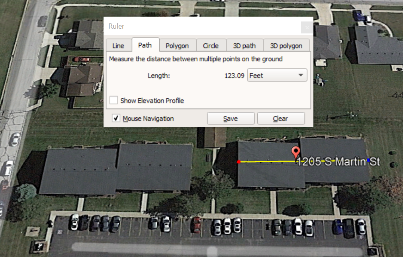 Ruler
Line Path Polygon Circle 3D path 3D polygon
Measure the distance between multiple points on the ground
Length: 123.09 Feet
Show Elevation Profile
Mouse Navigation Save Clear
1205 S Martin St